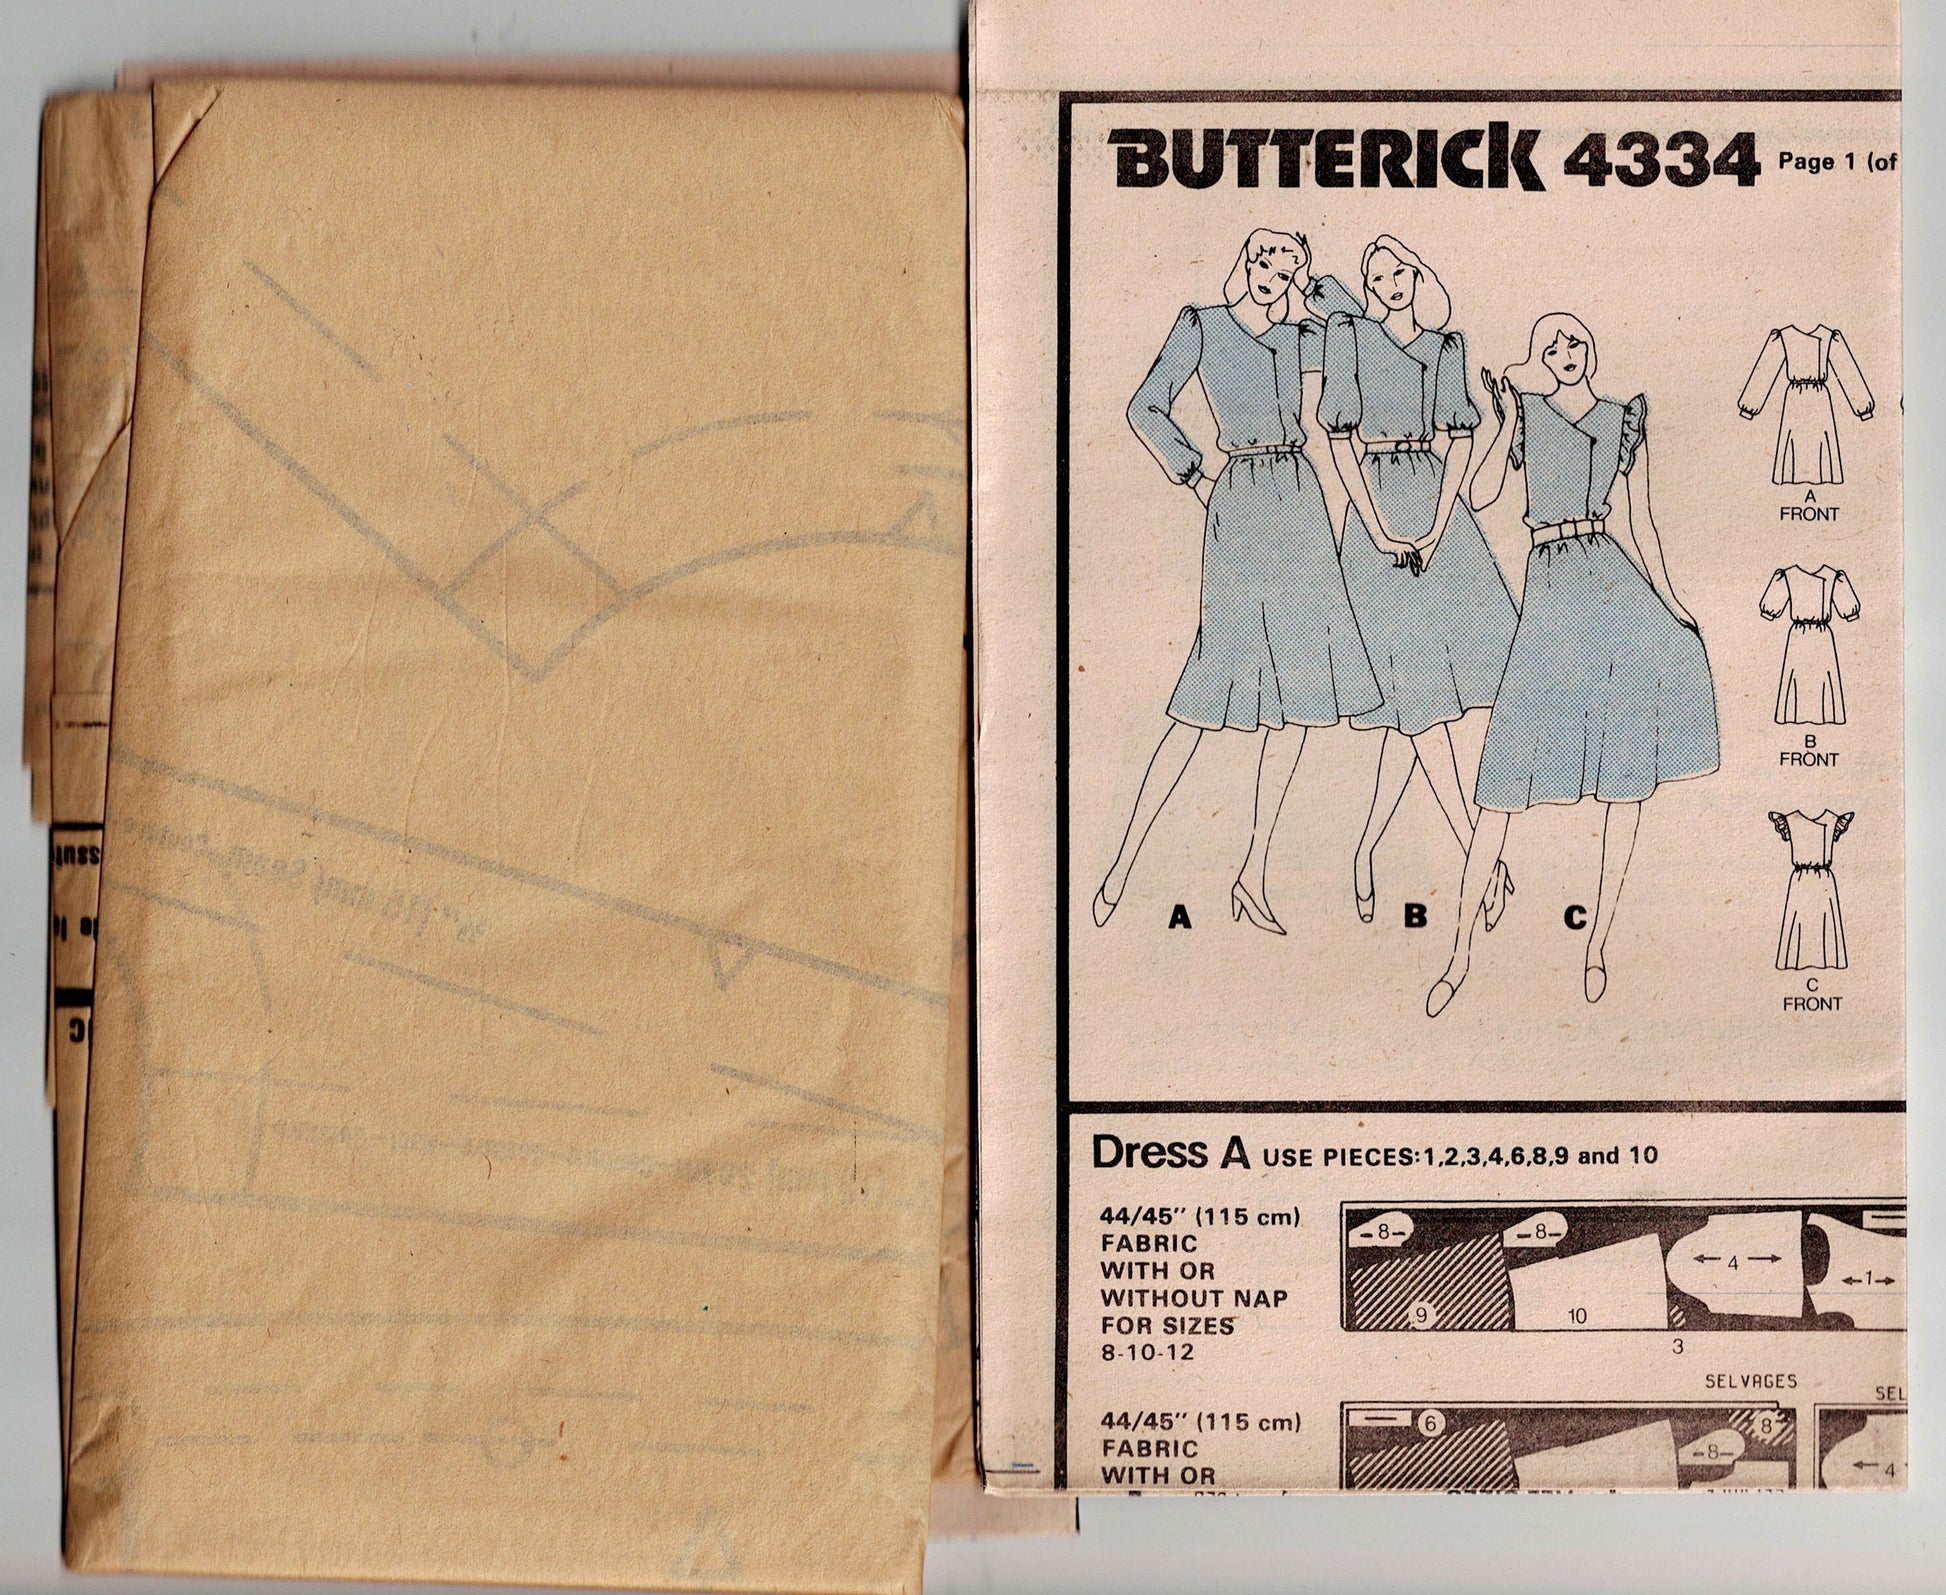 BUTTERICK 4334 Page 1 (of
A
FRONT
B
FRONT
C
FRONT
A B C
Dress A USE PIECES:1,2,3,4,6,8,9 and 10
44/45" (115 cm)
FABRIC
WITH OR
WITHOUT NAP
FOR SIZES
8-10-12
-8- -8-
4
1
9
10
3
SELVAGES
SEL
44/45" (115 cm)
FABRIC
WITH OR
6
8
-8-
4